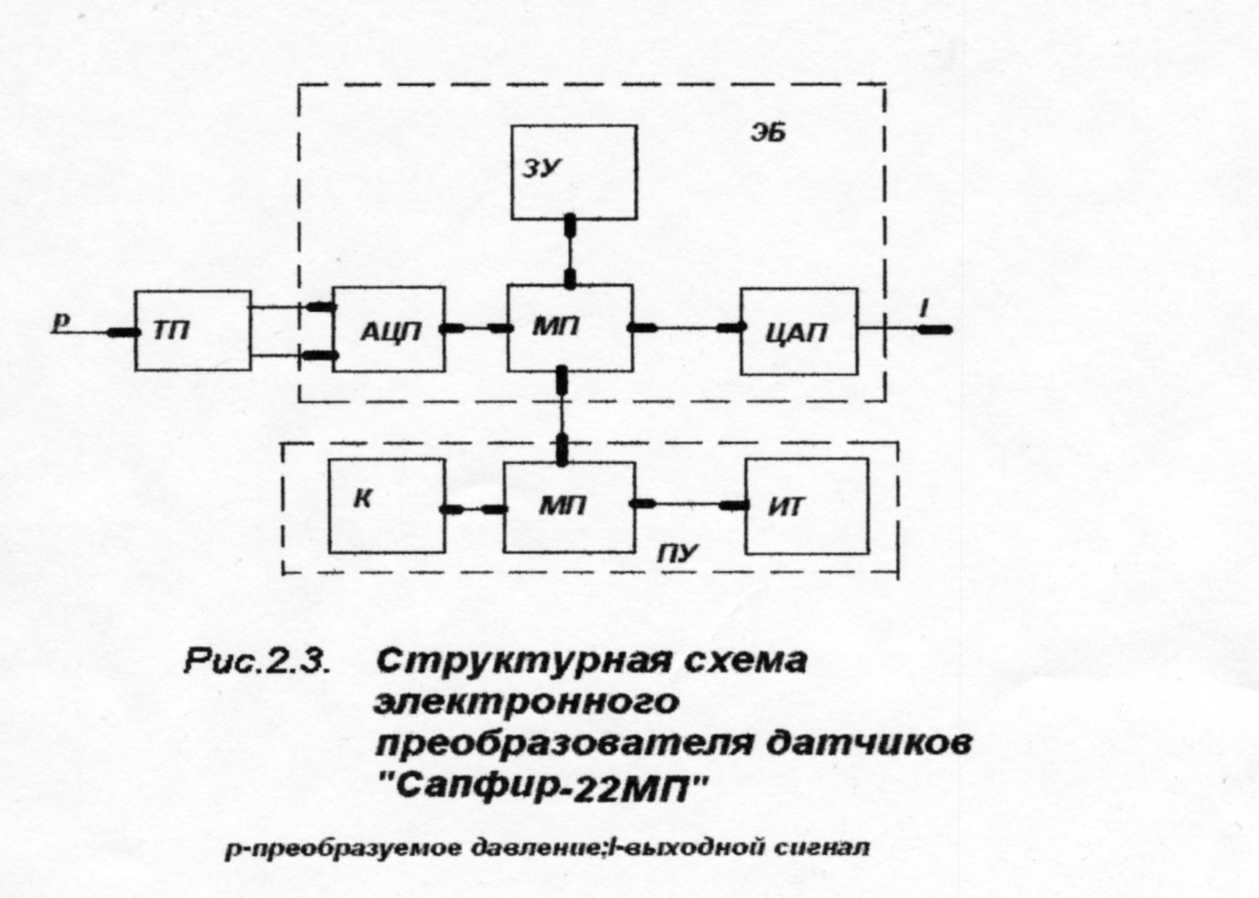 ЭБ
ЗУ
p
ТП
АЦП
МП
ЦАП
I
К
МП
ИТ
ПУ
Рис.2.3. Структурная схема
электронного
преобразователя датчиков
"Сапфир-22МП"
p-преобразуемое давление;I-выходной сигнал